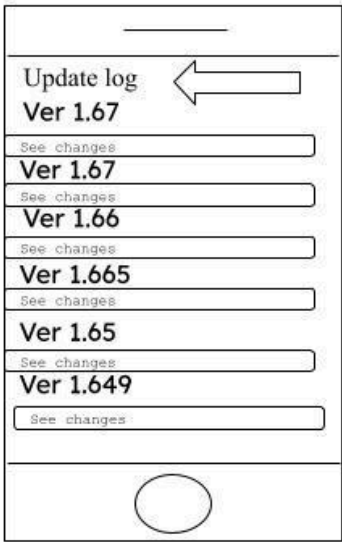 Update log
Ver 1.67
See changes
Ver 1.67
See changes
Ver 1.66
See changes
Ver 1.665
See changes
Ver 1.65
See changes
Ver 1.649
See changes